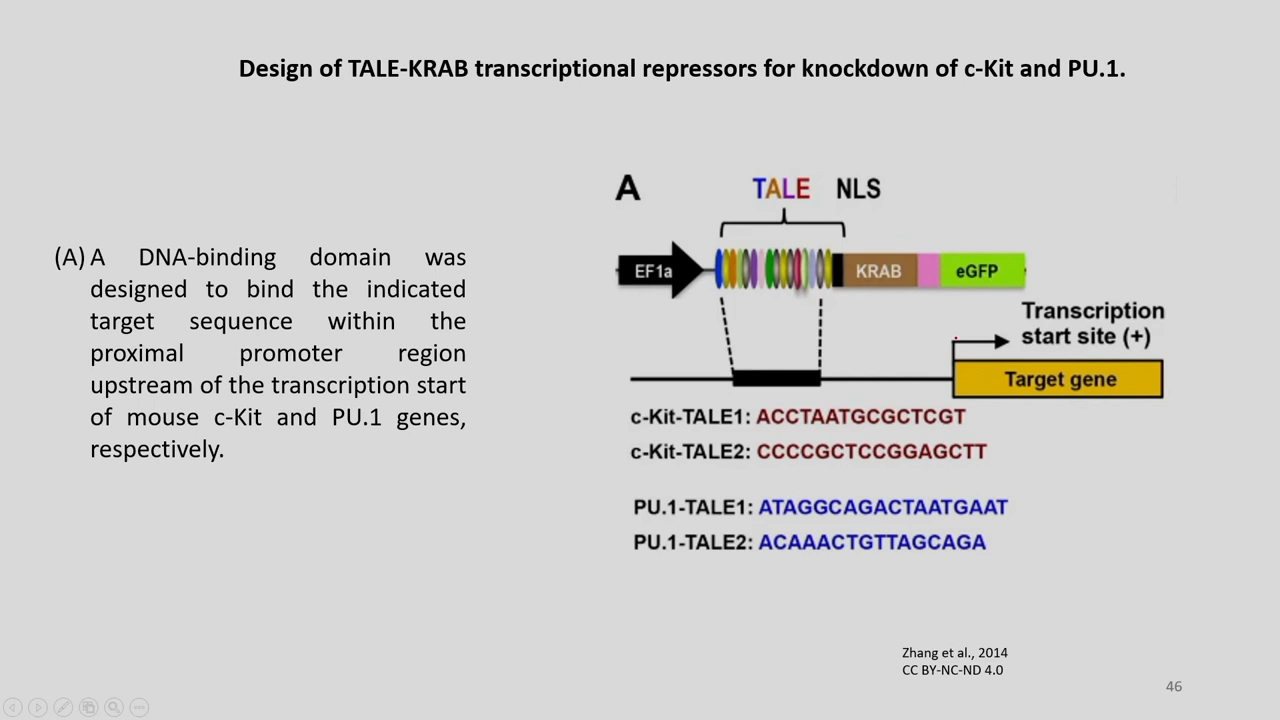 Design of TALE-KRAB transcriptional repressors for knockdown of c-Kit and PU.1.
(A) A DNA-binding domain was
designed to bind the indicated
target sequence within the
proximal promoter region
upstream of the transcription start
of mouse c-Kit and PU.1 genes,
respectively.
A
TALE NLS
EF1a
KRAB
eGFP
Transcription
start site (+)
Target gene
c-Kit-TALE1: ACCTAATGCGCTCGT
c-Kit-TALE2: CCCCGCTCCGGAGCTT
PU.1-TALE1: ATAGGCAGACTAATGAAT
PU.1-TALE2: ACAAACTGTTAGCAGA
Zhang et al., 2014
CC BY-NC-ND 4.0
46